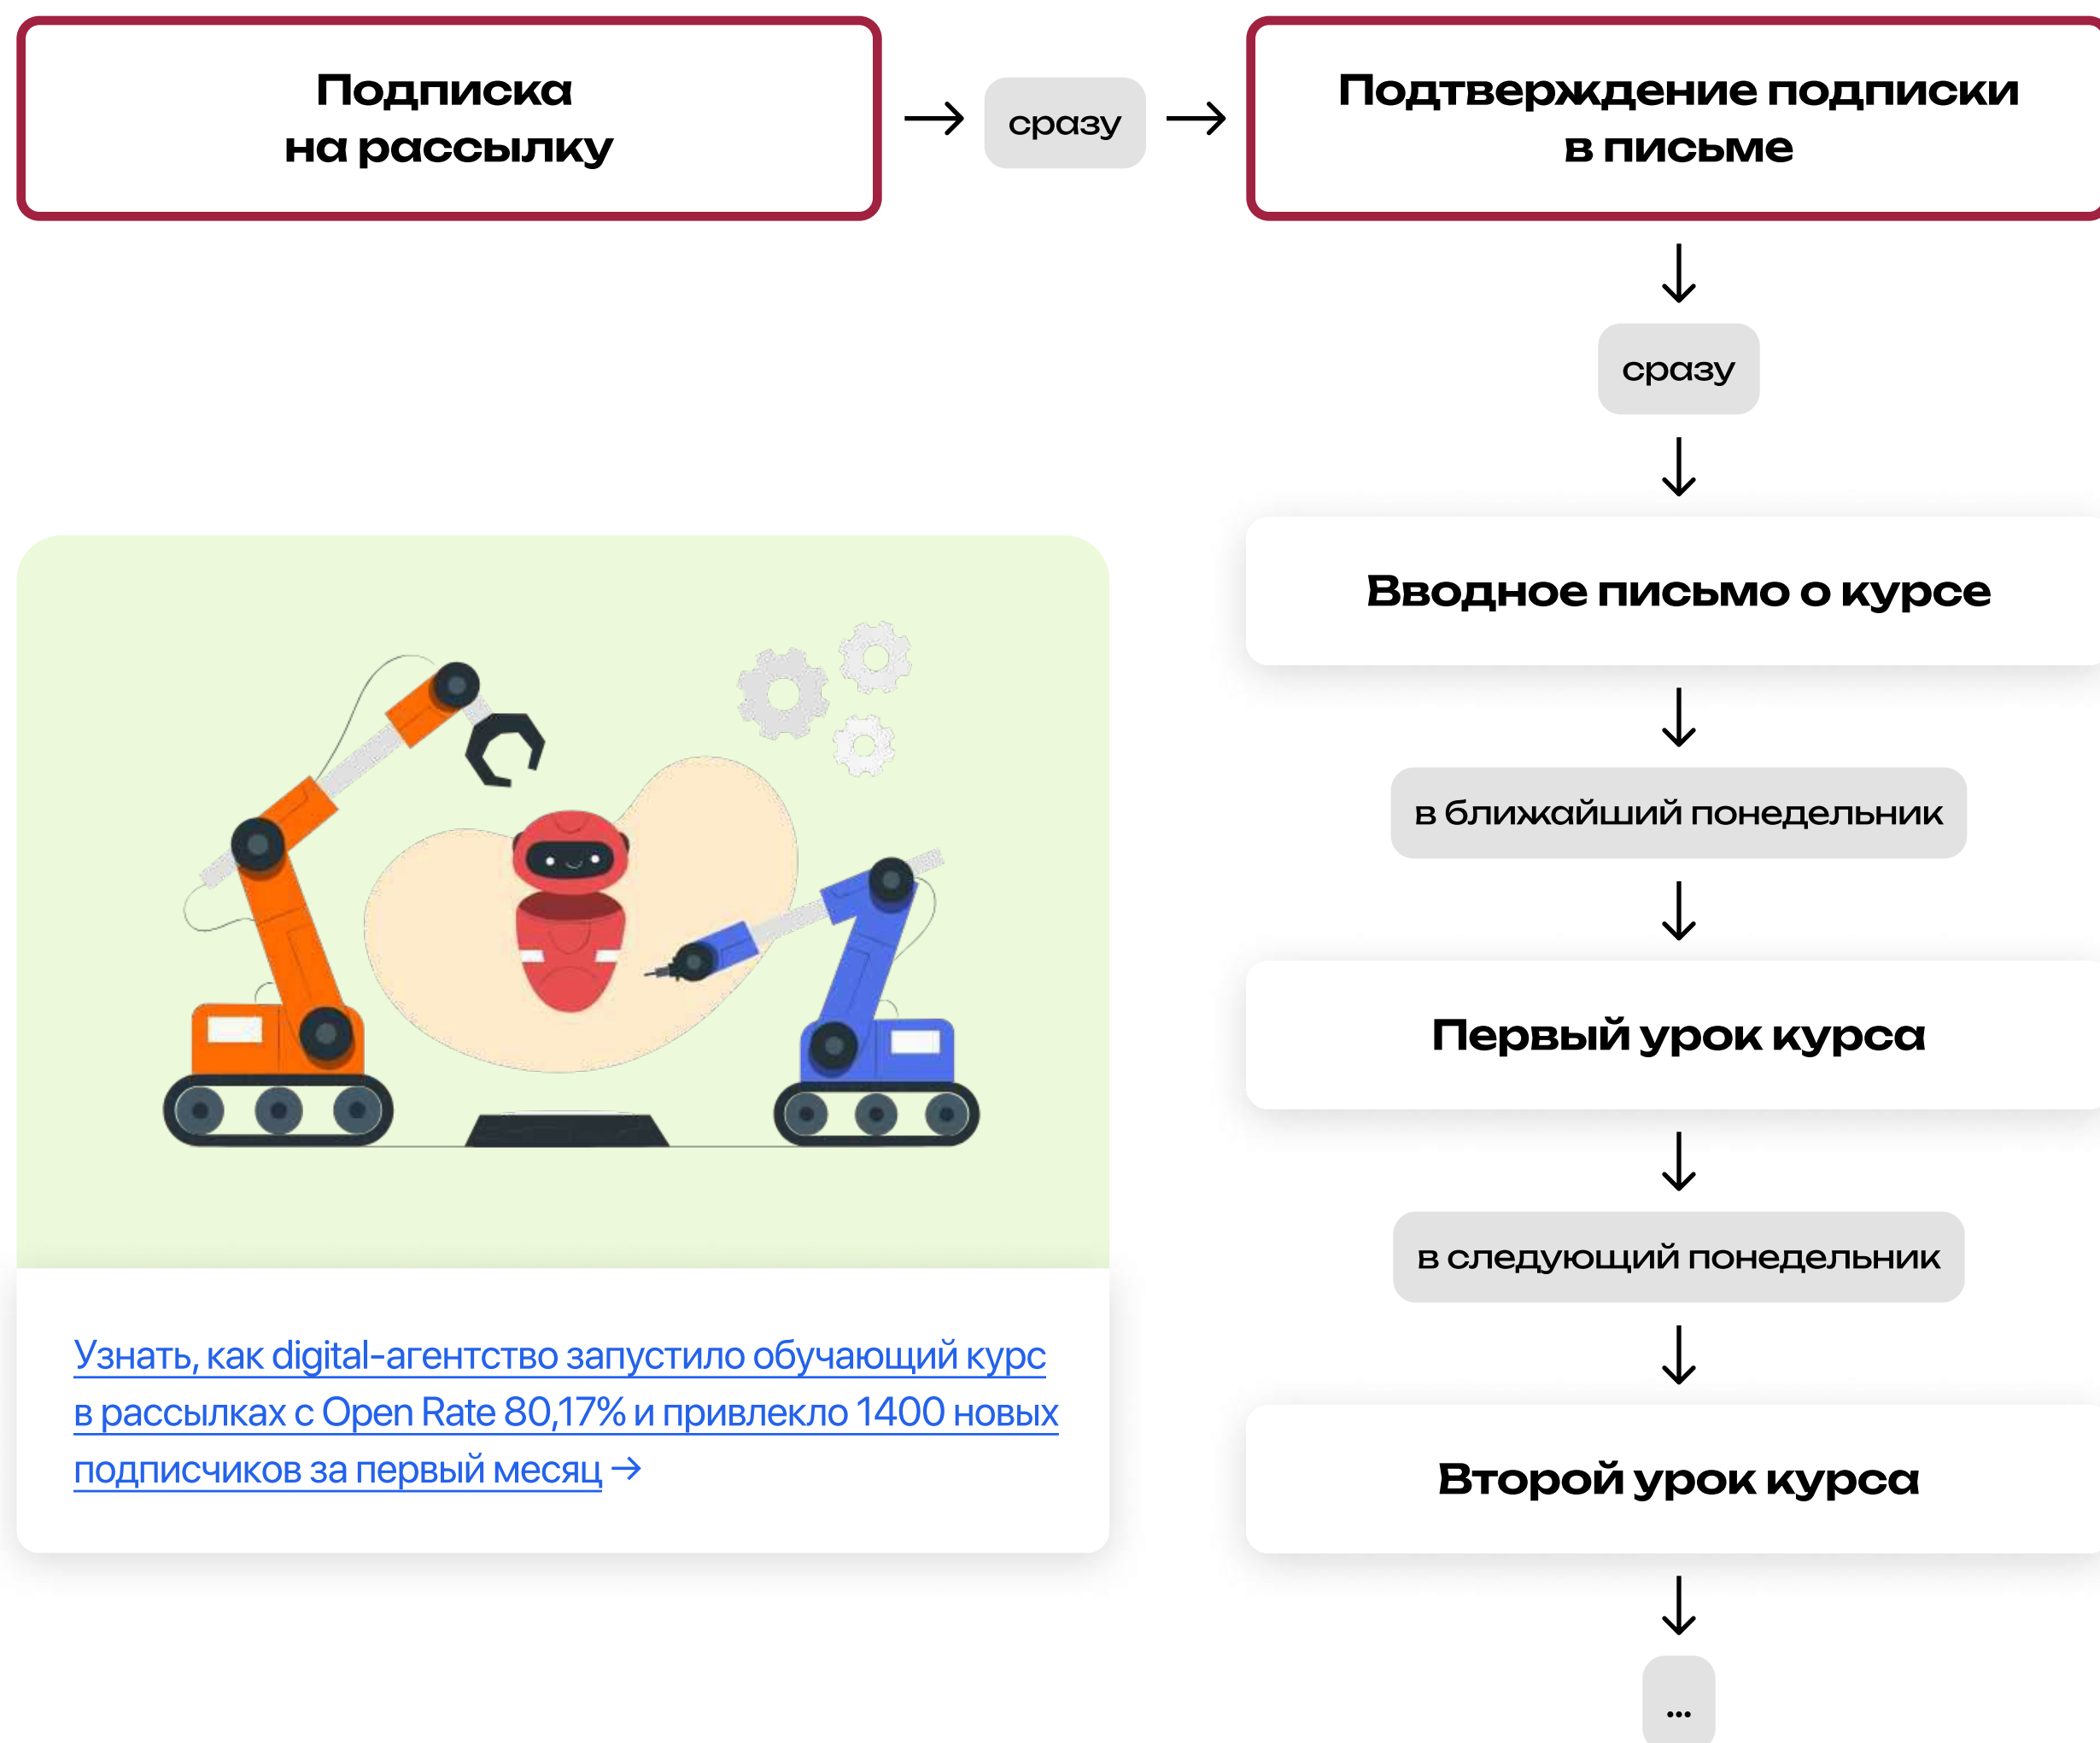 Подписка
на рассылку
сразу
Подтверждение подписки
в письме
сразу
Вводное письмо о курсе
в ближайший понедельник
Первый урок курса
в следующий понедельник
Второй урок курса
...
Узнать, как digital-агентство запустило обучающий курс
в рассылках с Open Rate 80,17% и привлекло 1400 новых
подписчиков за первый месяц →